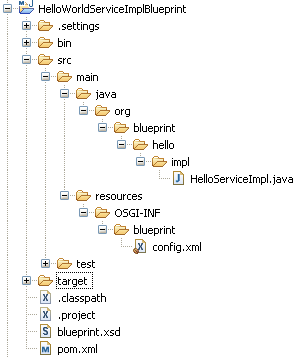 HelloWorldServiceImplBlueprint
.settings
bin
src
main
java
org
blueprint
hello
impl
HelloServiceImpl.java
resources
OSGI-INF
blueprint
config.xml
test
target
.classpath
.project
blueprint.xsd
pom.xml